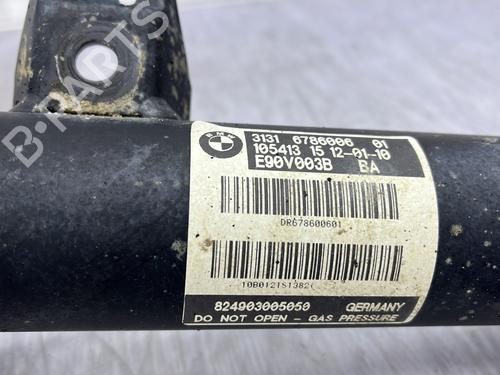 BMW
3131 6786006 01
105413 15 12-01-10
E90V003B BA
DR678600601
10B0121S1382(
824903005050 GERMANY
DO NOT OPEN - GAS PRESSURE